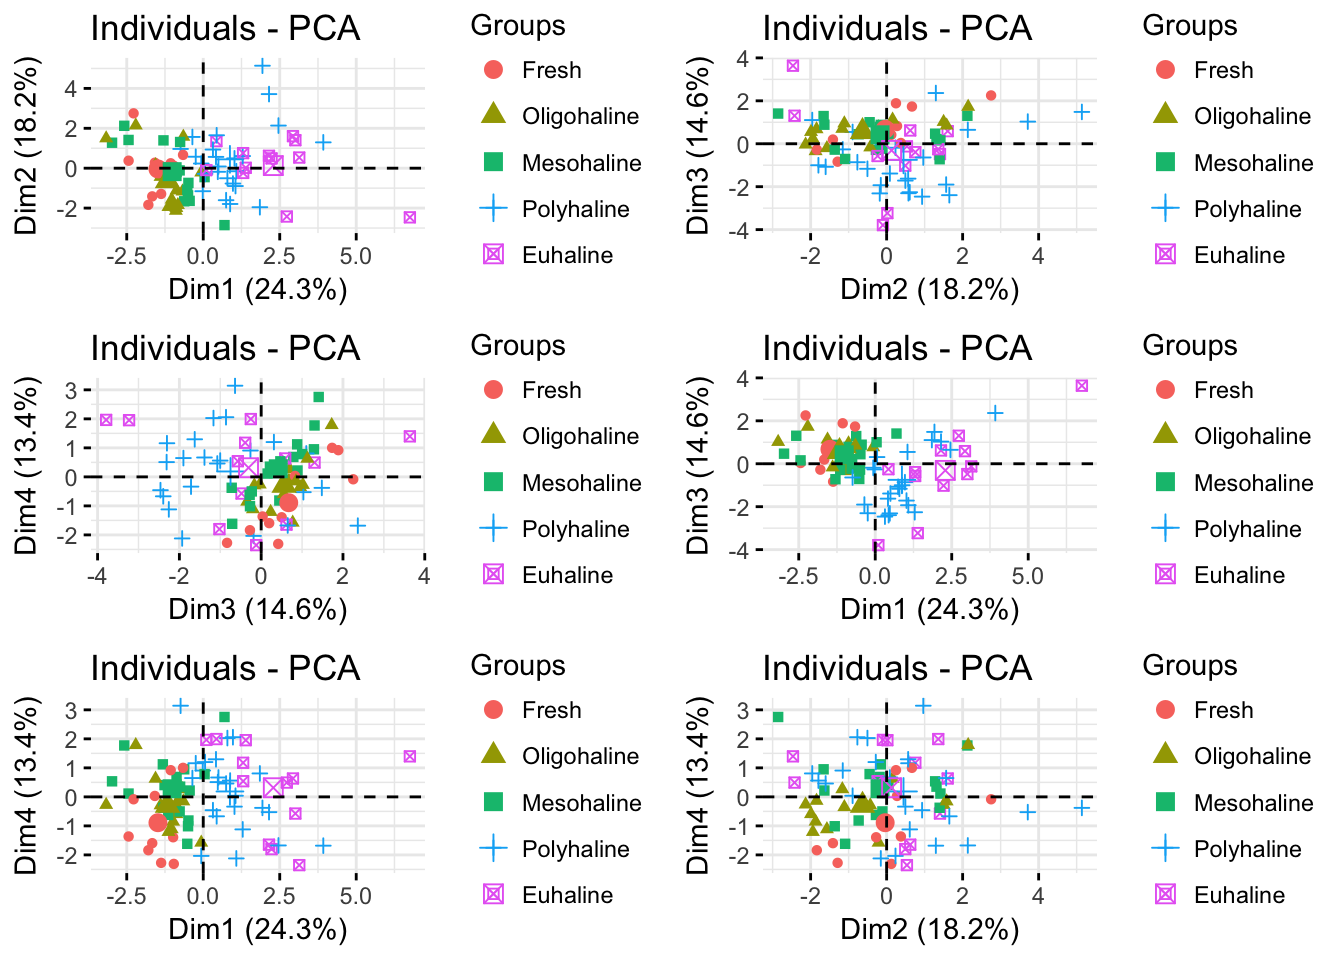 Individuals - PCA
Dim2 (18.2%)
4
2
0
-2
-2.5 0.0 2.5 5.0
Dim1 (24.3%)
Groups
Fresh
Oligohaline
Mesohaline
Polyhaline
Euhaline
Individuals - PCA
Dim3 (14.6%)
4
2
0
-2
-4
-2 0 2 4
Dim2 (18.2%)
Groups
Fresh
Oligohaline
Mesohaline
Polyhaline
Euhaline
Individuals - PCA
Dim4 (13.4%)
3
2
1
0
-1
-2
-4 -2 0 2 4
Dim3 (14.6%)
Groups
Fresh
Oligohaline
Mesohaline
Polyhaline
Euhaline
Individuals - PCA
Dim3 (14.6%)
4
2
0
-2
-4
-2.5 0.0 2.5 5.0
Dim1 (24.3%)
Groups
Fresh
Oligohaline
Mesohaline
Polyhaline
Euhaline
Individuals - PCA
Dim4 (13.4%)
3
2
1
0
-1
-2
-2.5 0.0 2.5 5.0
Dim1 (24.3%)
Groups
Fresh
Oligohaline
Mesohaline
Polyhaline
Euhaline
Individuals - PCA
Dim4 (13.4%)
3
2
1
0
-1
-2
-2 0 2 4
Dim2 (18.2%)
Groups
Fresh
Oligohaline
Mesohaline
Polyhaline
Euhaline